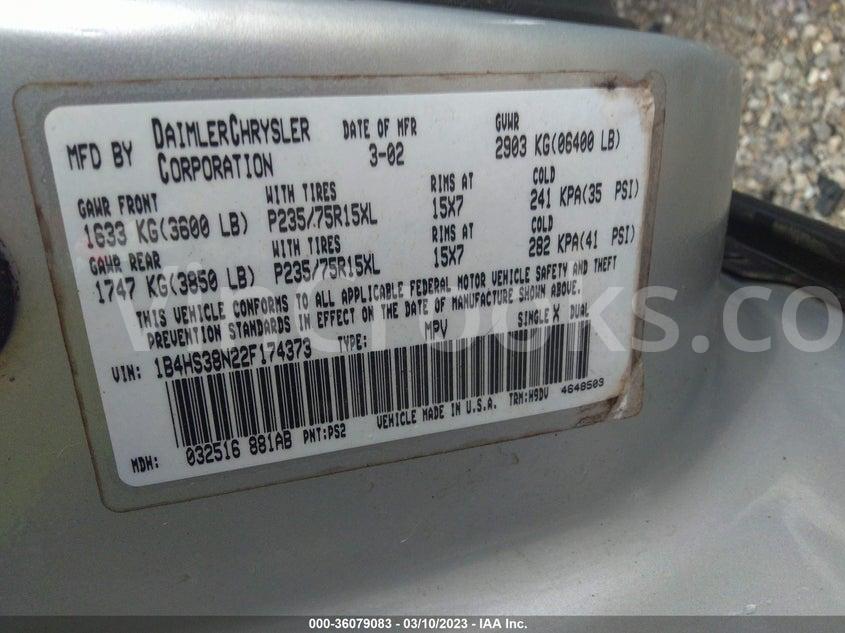 MFD BY DAIMLERCHRYSLER CORPORATION DATE OF MFR 3-02 GVWR 2903 KG(06400 LB)
GAWR FRONT WITH TIRES RIMS AT COLD
1633 KG(3600 LB) P235/75R15XL 15X7 241 KPA(35 PSI)
GAWR REAR WITH TIRES RIMS AT COLD
1747 KG(3850 LB) P235/75R15XL 15X7 282 KPA(41 PSI)
THIS VEHICLE CONFORMS TO ALL APPLICABLE FEDERAL MOTOR VEHICLE SAFETY AND THEFT
PREVENTION STANDARDS IN EFFECT ON THE DATE OF MANUFACTURE SHOWN ABOVE.
VIN: 1B4HS38N22F174373 TYPE: MPV SINGLE X DUAL
MDH: 032516 881AB PNT:PS2 VEHICLE MADE IN U.S.A. TRM:H9DV 4648503
VinCrooks.co
000-36079083 - 03/10/2023 - © IAA Inc.